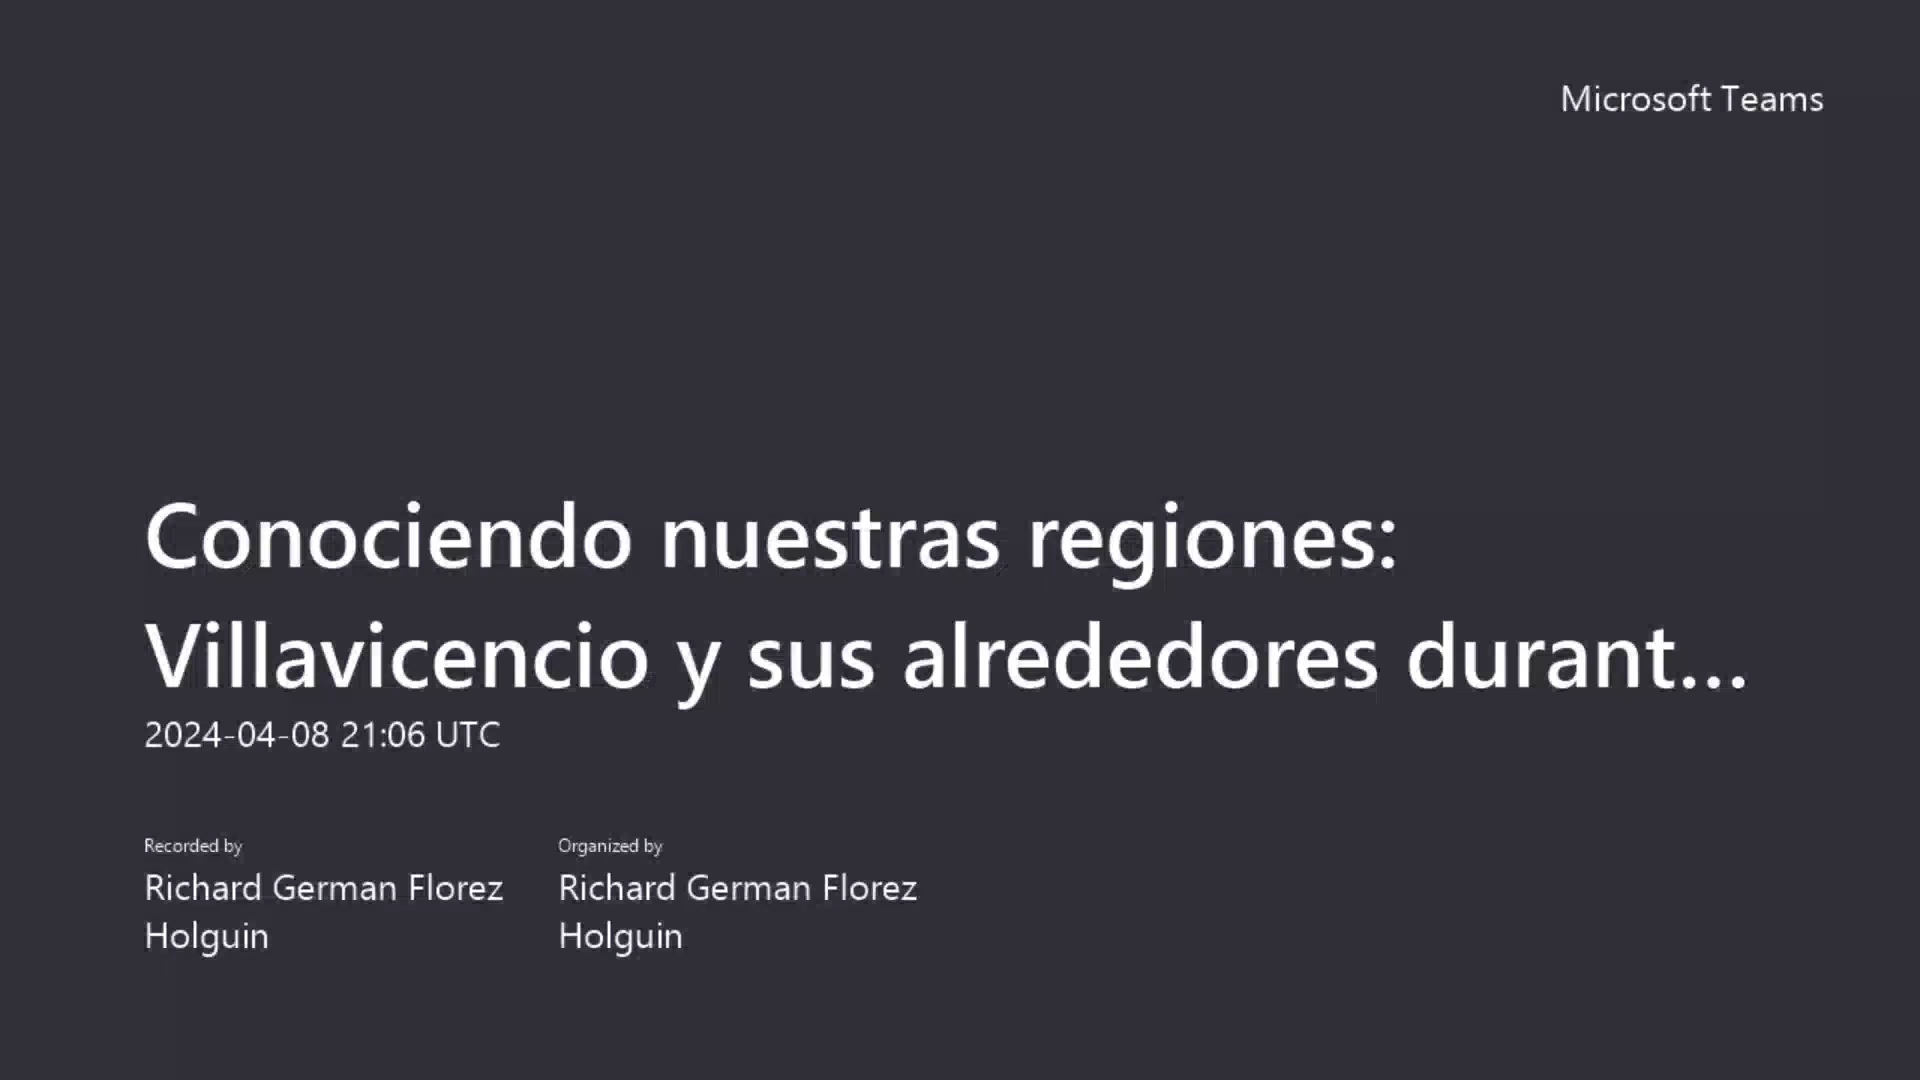 Microsoft Teams
Conociendo nuestras regiones:
Villavicencio y sus alrededores durant...
2024-04-08 21:06 UTC
Recorded by
Richard German Florez
Holguin
Organized by
Richard German Florez
Holguin